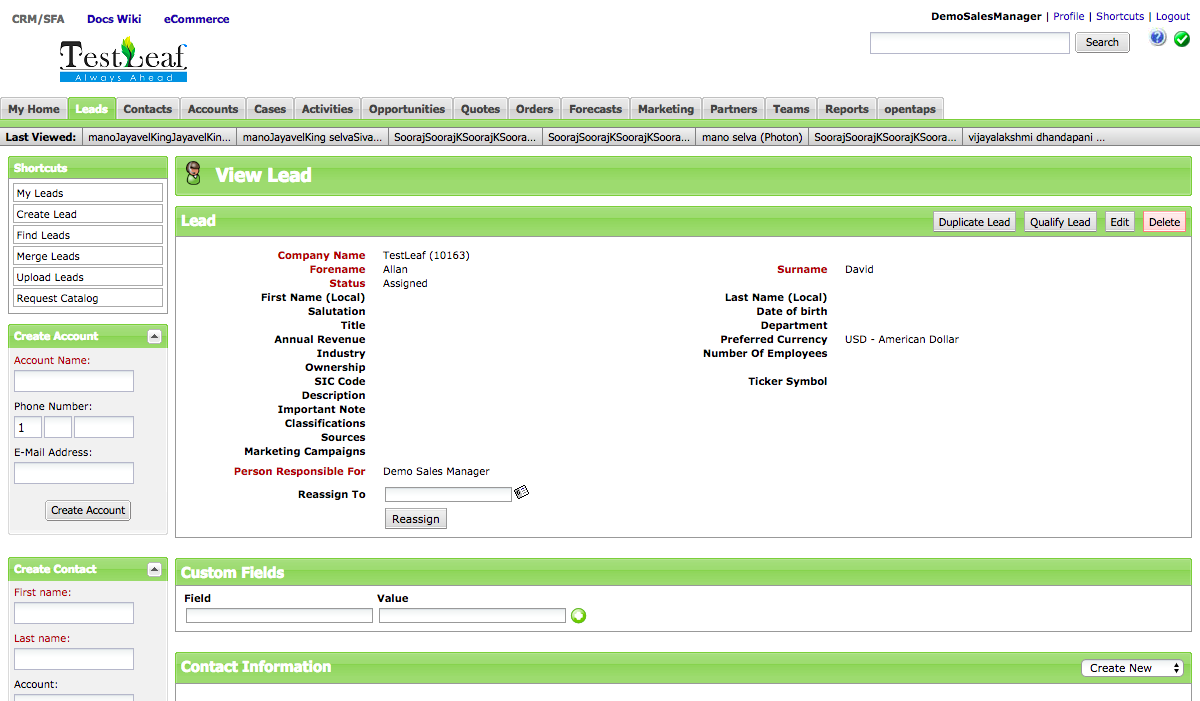 CRM/SFA Docs Wiki eCommerce
DemoSalesManager | Profile | Shortcuts | Logout
TestLeaf
Always Ahead
Search
?
My Home Leads Contacts Accounts Cases Activities Opportunities Quotes Orders Forecasts Marketing Partners Teams Reports opentaps
Last Viewed: manoJayavelKingJayavelKin... manoJayavelKing selvaSiva... SoorajSoorajKSoorajKSoora... SoorajSoorajKSoorajKSoora... mano selva (Photon) SoorajSoorajKSoorajKSoora... vijayalakshmi dhandapani ...
Shortcuts
My Leads
Create Lead
Find Leads
Merge Leads
Upload Leads
Request Catalog
Create Account
Account Name:
Phone Number:
1
E-Mail Address:
Create Account
Create Contact
First name:
Last name:
Account:
View Lead
Lead
Duplicate Lead Qualify Lead Edit Delete
Company Name TestLeaf (10163)
Forename Allan Surname David
Status Assigned
First Name (Local) Last Name (Local)
Salutation Date of birth
Title Department
Annual Revenue Preferred Currency USD - American Dollar
Industry Number Of Employees
Ownership
SIC Code Ticker Symbol
Description
Important Note
Classifications
Sources
Marketing Campaigns
Person Responsible For Demo Sales Manager
Reassign To
Reassign
Custom Fields
Field Value
Contact Information
Create New